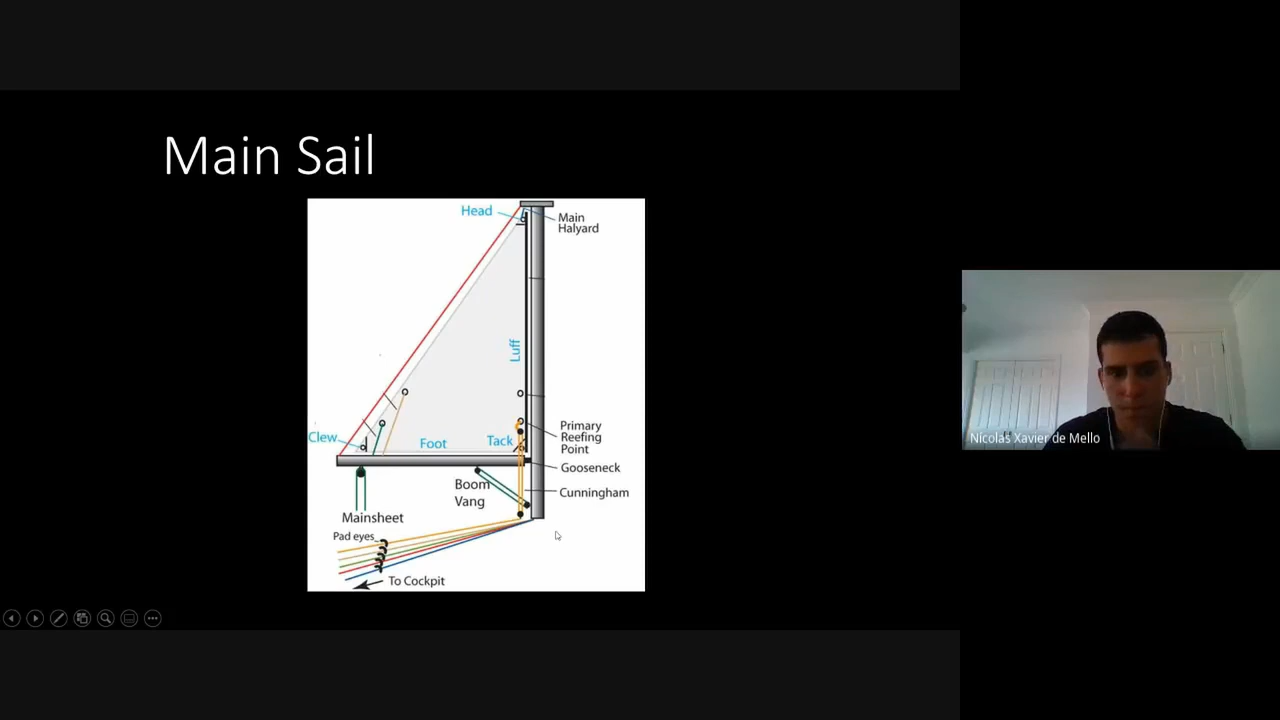 Main Sail
Head
Main
Halyard
Luff
Clew
Foot
Tack
Primary
Reefing
Point
Gooseneck
Boom
Vang
Cunningham
Mainsheet
Pad eyes
To Cockpit
Nícolas Xavier de Mello